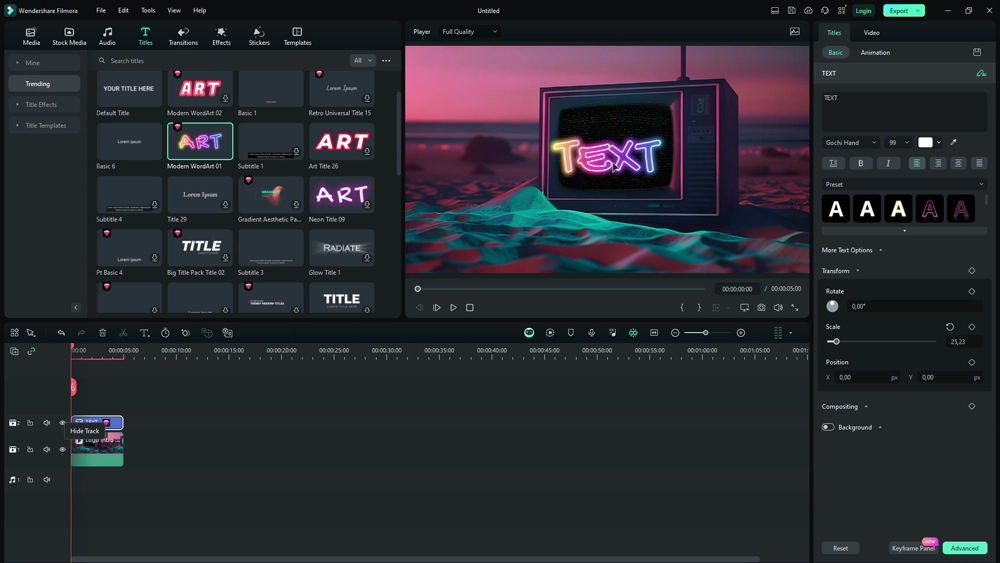 Wondershare Filmora
File
Edit
Tools
View
Help
Untitled
Login
Export
Media
Stock Media
Audio
Titles
Transitions
Effects
Stickers
Templates
Player
Full Quality
Titles
Video
Mine
Trending
Title Effects
Title Templates
Search titles
All
YOUR TITLE HERE
ART
Lorem Ipsum
Default Title
Modern WordArt 02
Basic 1
Retro Universal Title 15
Lorem ipsum
ART
ART
Basic 6
Modern WordArt 01
Subtitle 1
Art Title 26
Lorem ipsum
Lorem Ipsum
ART
Subtitle 4
Title 29
Gradient Aesthetic Pa...
Neon Title 09
Lorem ipsum
TITLE
RADIATE
Pt Basic 4
Big Title Pack Title 02
Subtitle 3
Glow Title 1
TITLE
TEXT
00:00:00:00
/
00:00:05:00
Basic
Animation
TEXT
TEXT
Gochi Hand
99
B
I
Preset
A
A
A
A
A
More Text Options
Transform
Rotate
0,00°
Scale
25,23
Position
X
0,00
px
Y
0,00
px
Compositing
Background
Reset
Keyframe Panel
NEW
Advanced
:00:00
00:00:05:00
00:00:10:00
00:00:15:00
00:00:20:00
00:00:25:00
00:00:30:00
00:00:35:00
00:00:40:00
00:00:45:00
00:00:50:00
00:00:55:00
00:01:00:00
00:01:05:00
2
TEXT
Hide Track
Logo Intro ...
1
1